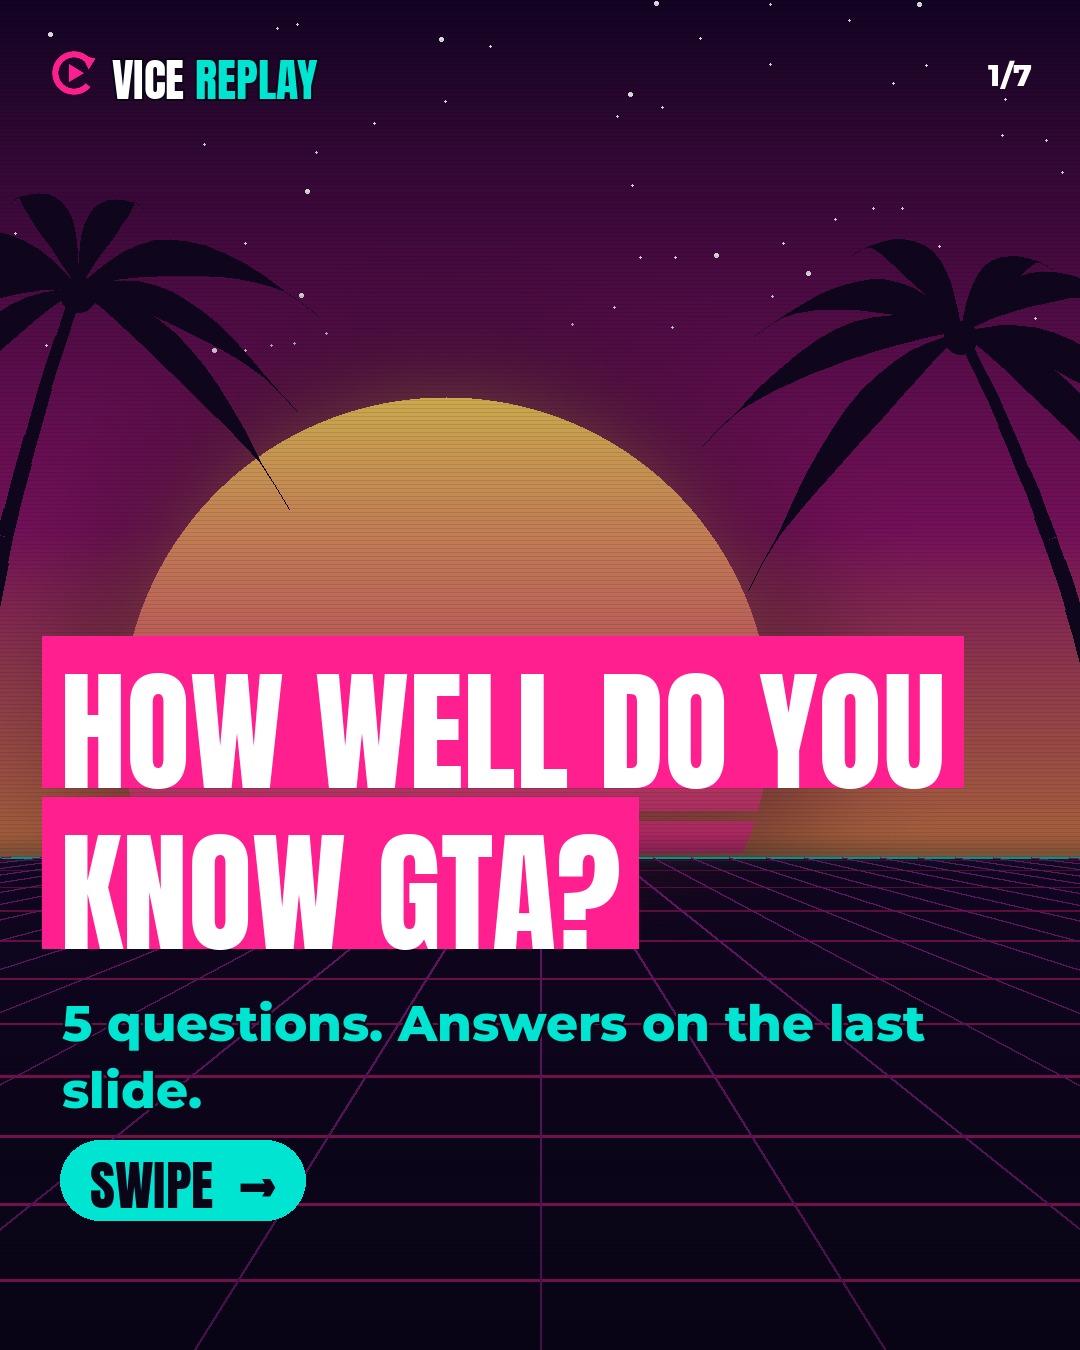 VICE REPLAY
1/7
HOW WELL DO YOU
KNOW GTA?
5 questions. Answers on the last
slide.
SWIPE →